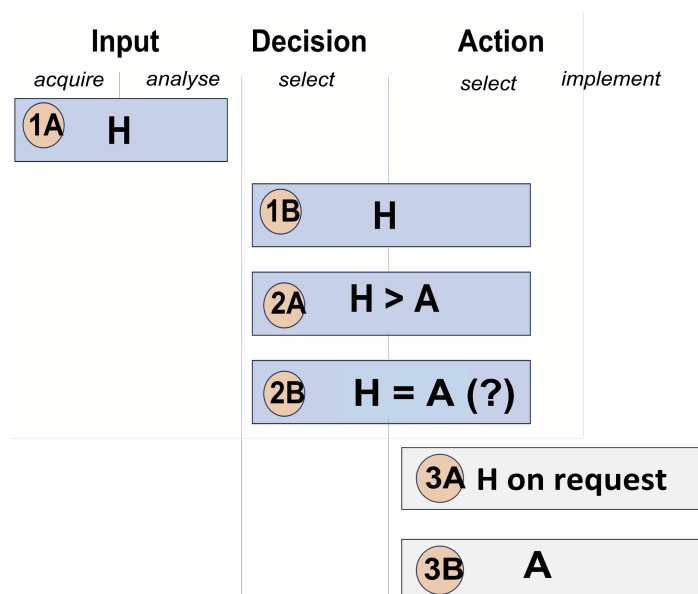 Input Decision Action
acquire analyse select select implement
1A H
1B H
2A H > A
2B H = A (?)
3A H on request
3B A